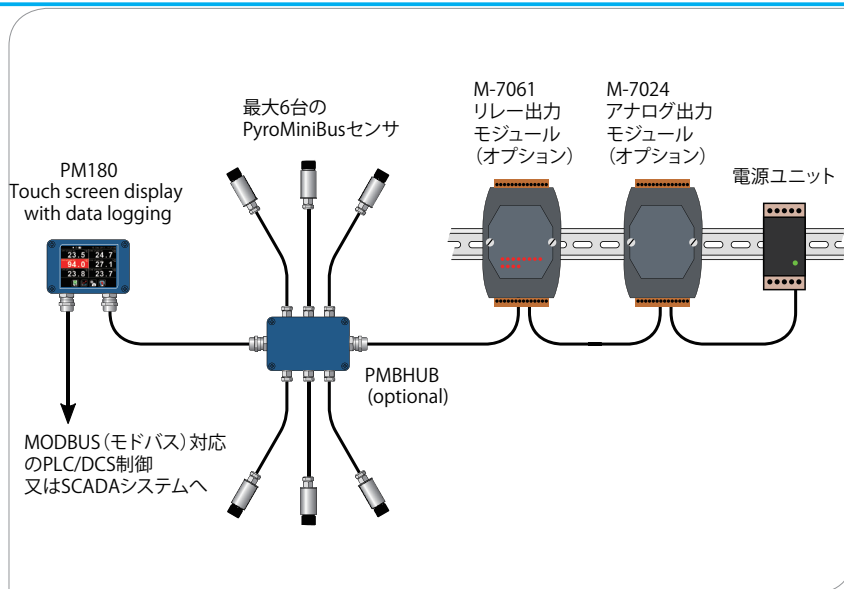 最大6台の
PyroMiniBusセンサ
M-7061
リレー出力
モジュール
(オプション)
M-7024
アナログ出力
モジュール
(オプション)
電源ユニット
PM180
Touch screen display
with data logging
23.5 24.7
94.0 27.1
23.8 23.7
PMBHUB
(optional)
MODBUS(モドバス)対応
のPLC/DCS制御
又はSCADAシステムへ